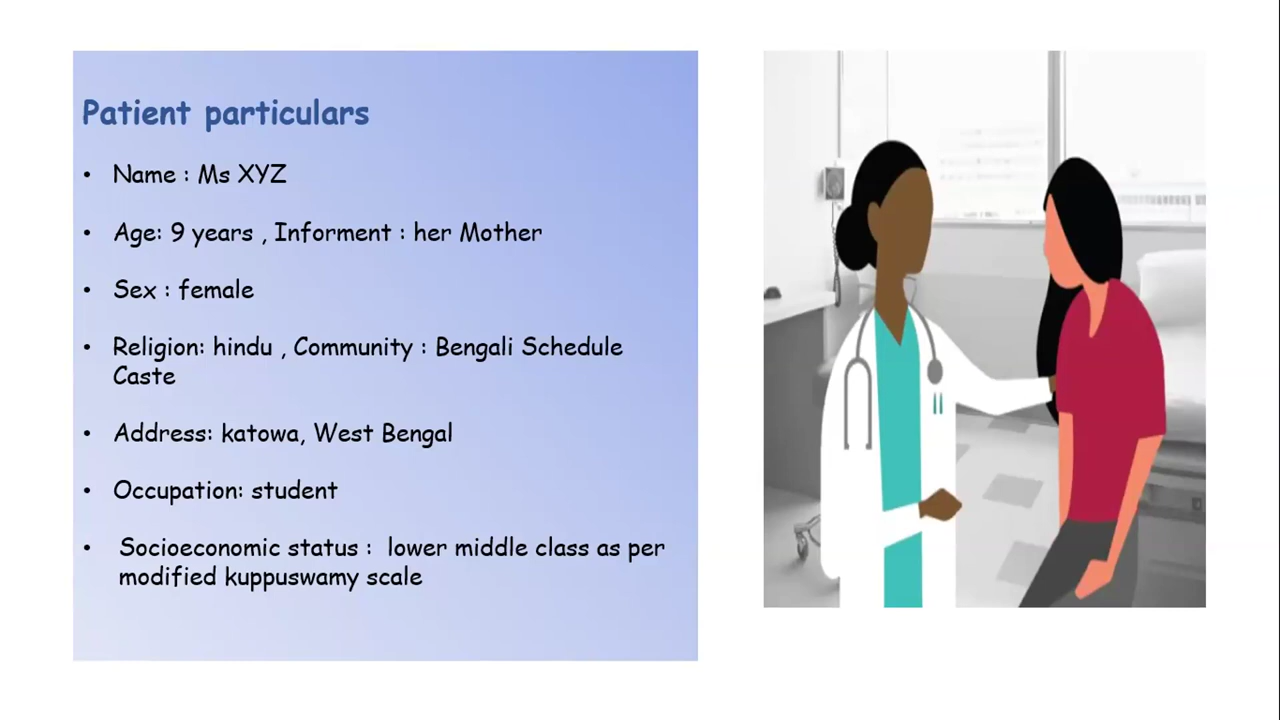 Patient particulars
• Name : Ms XYZ
• Age: 9 years , Informent : her Mother
• Sex : female
• Religion: hindu , Community : Bengali Schedule
Caste
• Address: katowa, West Bengal
• Occupation: student
• Socioeconomic status :  lower middle class as per
modified kuppuswamy scale